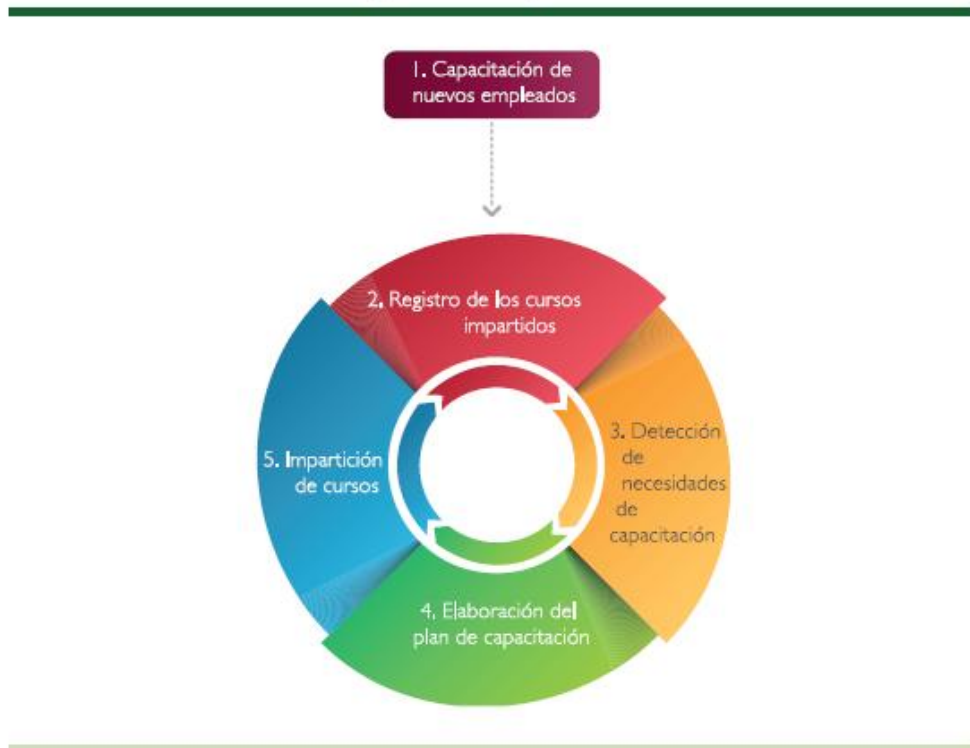 1. Capacitación de
nuevos empleados
2. Registro de los cursos
impartidos
3. Detección
de
necesidades
de
capacitación
4. Elaboración del
plan de capacitación
5. Impartición
de cursos